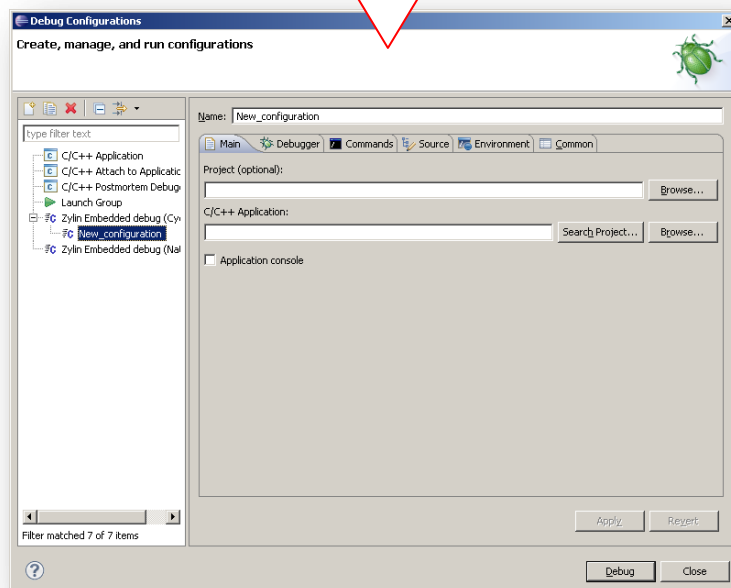 Debug Configurations
Create, manage, and run configurations
type filter text
C/C++ Application
C/C++ Attach to Applicatic
C/C++ Postmortem Debug
Launch Group
Zylin Embedded debug (Cy
New_configuration
Zylin Embedded debug (Nat
Filter matched 7 of 7 items
Name: New_configuration
Main Debugger Commands Source Environment Common
Project (optional):
Browse...
C/C++ Application:
Search Project... Browse...
Application console
Apply Revert
Debug Close